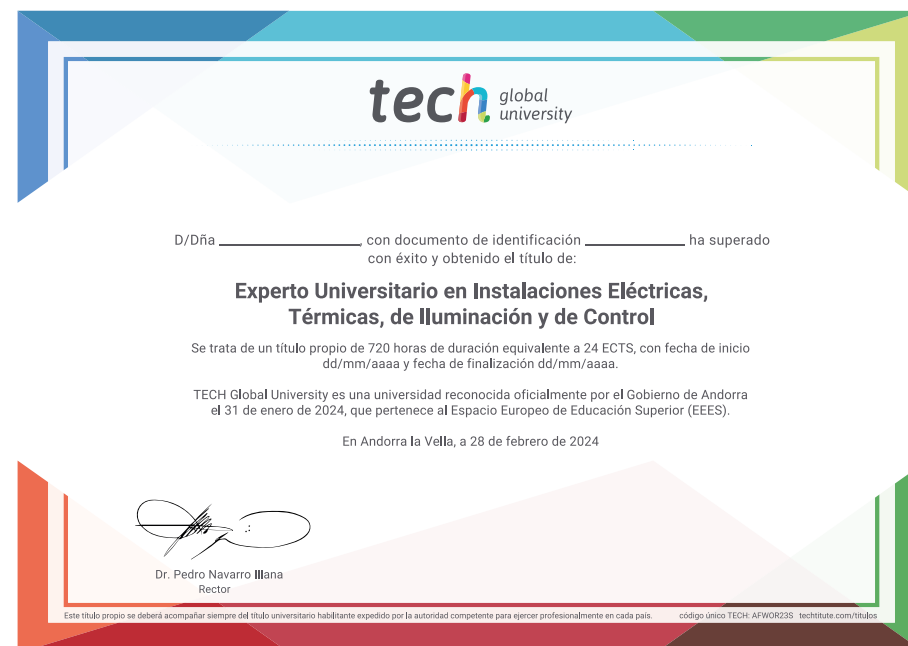 tech global university
D/Dña ____________________, con documento de identificación ______________ ha superado
con éxito y obtenido el título de:
Experto Universitario en Instalaciones Eléctricas,
Térmicas, de Iluminación y de Control
Se trata de un título propio de 720 horas de duración equivalente a 24 ECTS, con fecha de inicio
dd/mm/aaaa y fecha de finalización dd/mm/aaaa.
TECH Global University es una universidad reconocida oficialmente por el Gobierno de Andorra
el 31 de enero de 2024, que pertenece al Espacio Europeo de Educación Superior (EEES).
En Andorra la Vella, a 28 de febrero de 2024
Dr. Pedro Navarro Illana
Rector
Este título propio se deberá acompañar siempre del título universitario habilitante expedido por la autoridad competente para ejercer profesionalmente en cada país. código único TECH: AFWOR23S techtitute.com/titulos